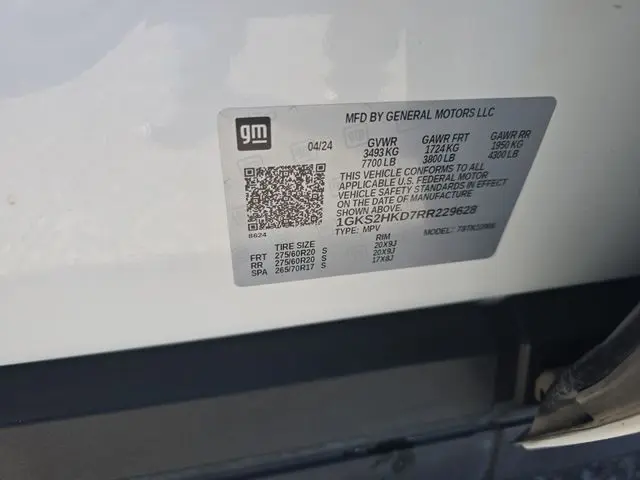 gm
MFD BY GENERAL MOTORS LLC
04/24 GVWR GAWR FRT GAWR RR
3493 KG 1724 KG 1950 KG
7700 LB 3800 LB 4300 LB
THIS VEHICLE CONFORMS TO ALL
APPLICABLE U.S. FEDERAL MOTOR
VEHICLE SAFETY STANDARDS IN EFFECT
ON THE DATE OF MANUFACTURE
SHOWN ABOVE.
1GKS2HKD7RR229628
8624
TYPE: MPV MODEL:
TIRE SIZE RIM
FRT 275/60R20 S 20X9J
RR 275/60R20 S 20X9J
SPA 265/70R17 S 17X8J